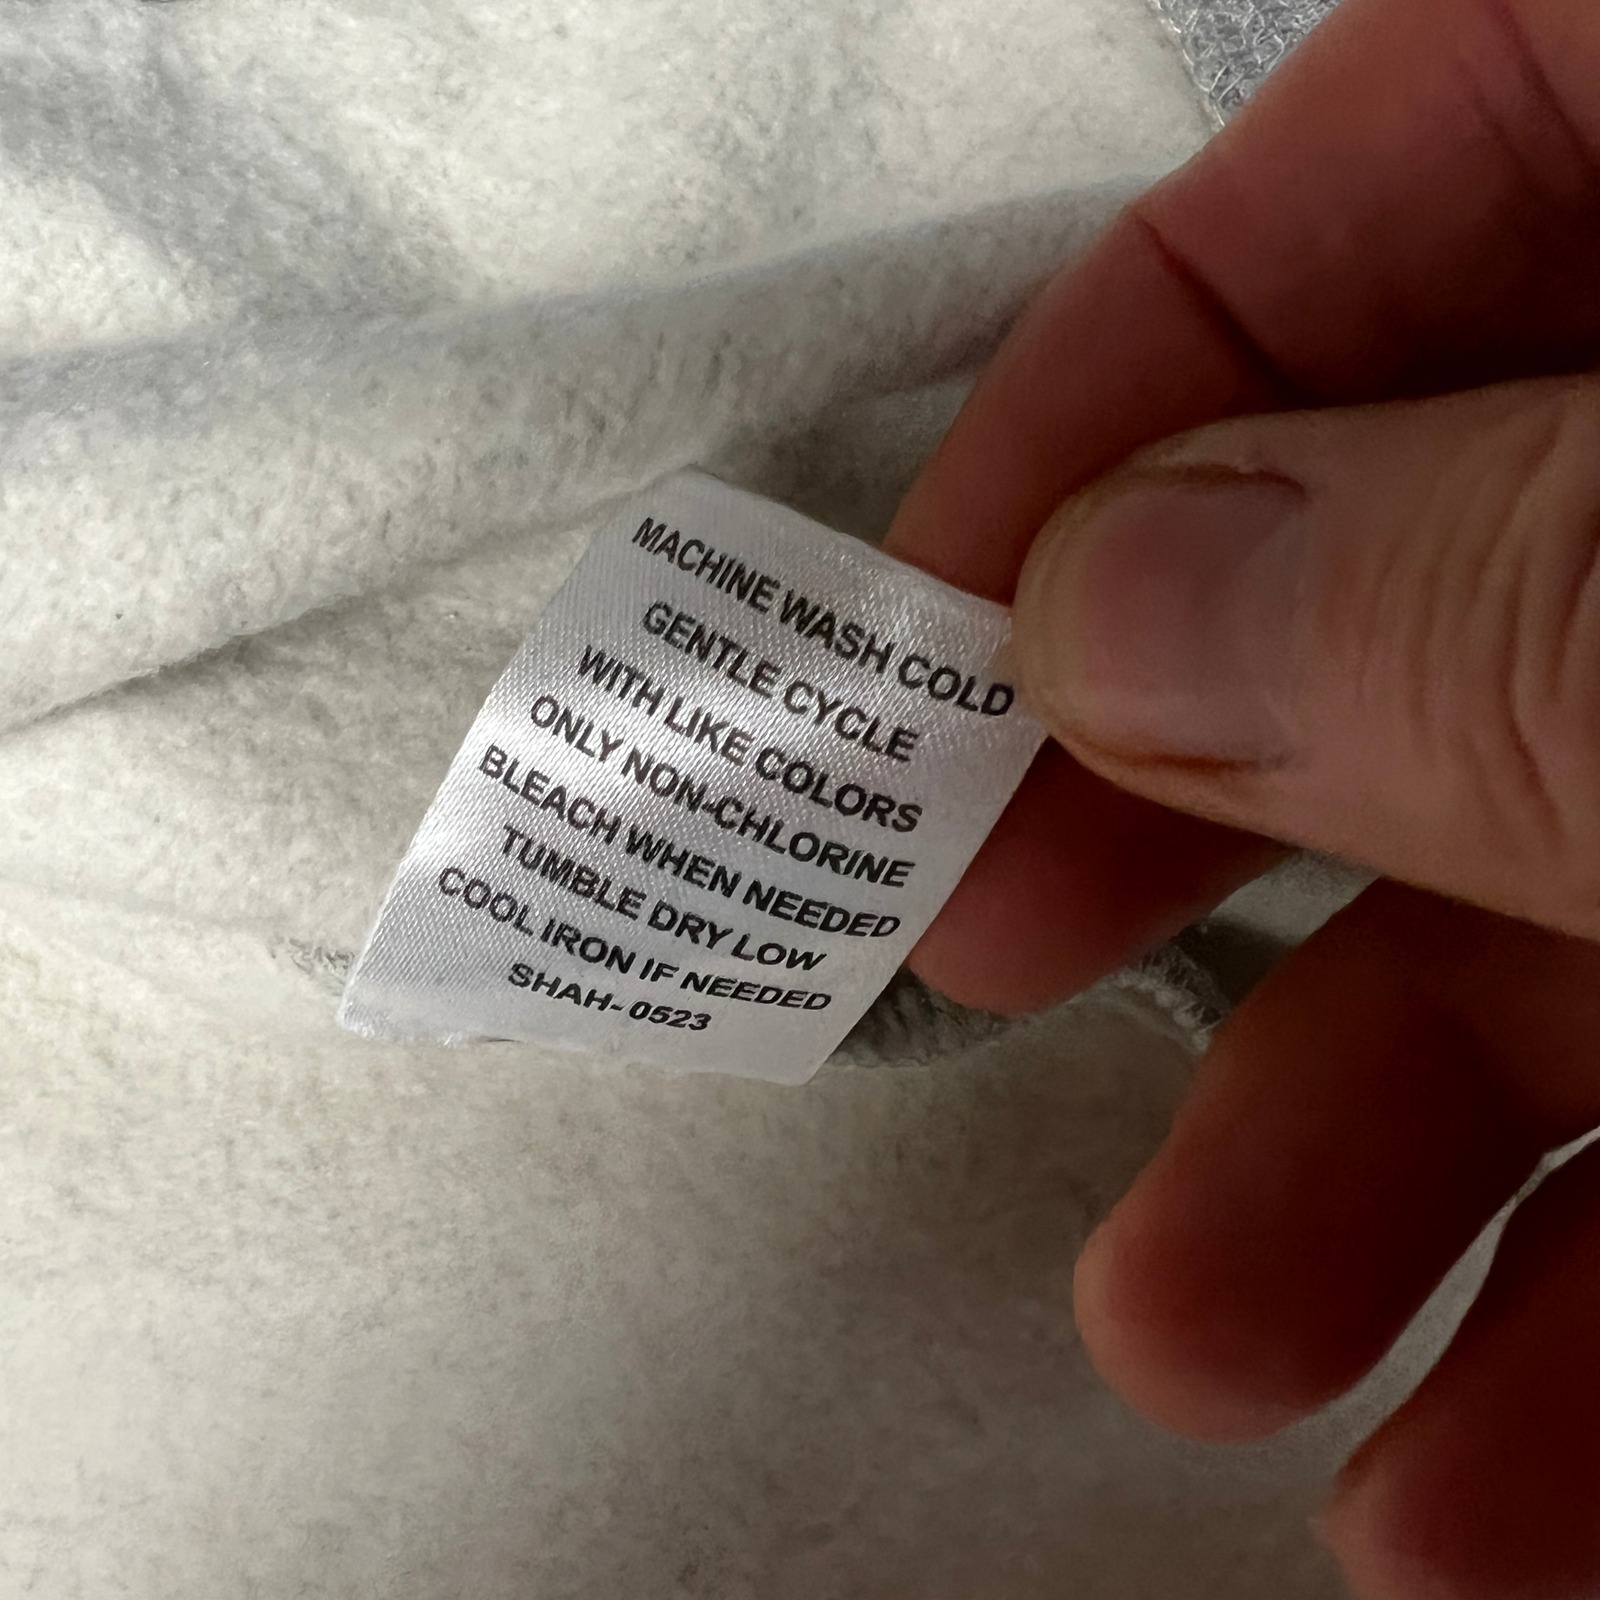 MACHINE WASH COLD
GENTLE CYCLE
WITH LIKE COLORS
ONLY NON-CHLORINE
BLEACH WHEN NEEDED
TUMBLE DRY LOW
COOL IRON IF NEEDED
SHAH- 0523